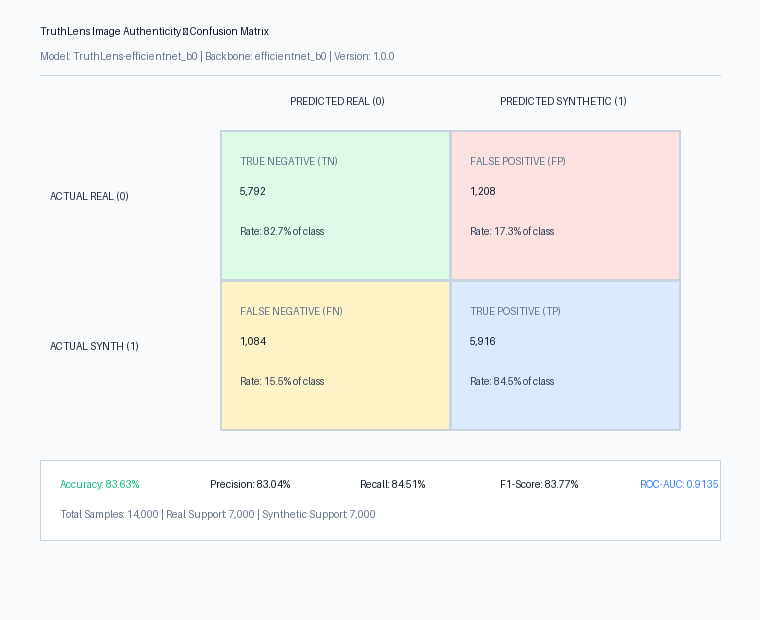 TruthLens Image Authenticity ▯ Confusion Matrix
Model: TruthLens-efficientnet_b0 | Backbone: efficientnet_b0 | Version: 1.0.0
PREDICTED REAL (0) PREDICTED SYNTHETIC (1)
ACTUAL REAL (0)
TRUE NEGATIVE (TN)
5,792
Rate: 82.7% of class
FALSE POSITIVE (FP)
1,208
Rate: 17.3% of class
ACTUAL SYNTH (1)
FALSE NEGATIVE (FN)
1,084
Rate: 15.5% of class
TRUE POSITIVE (TP)
5,916
Rate: 84.5% of class
Accuracy: 83.63% Precision: 83.04% Recall: 84.51% F1-Score: 83.77% ROC-AUC: 0.9135
Total Samples: 14,000 | Real Support: 7,000 | Synthetic Support: 7,000